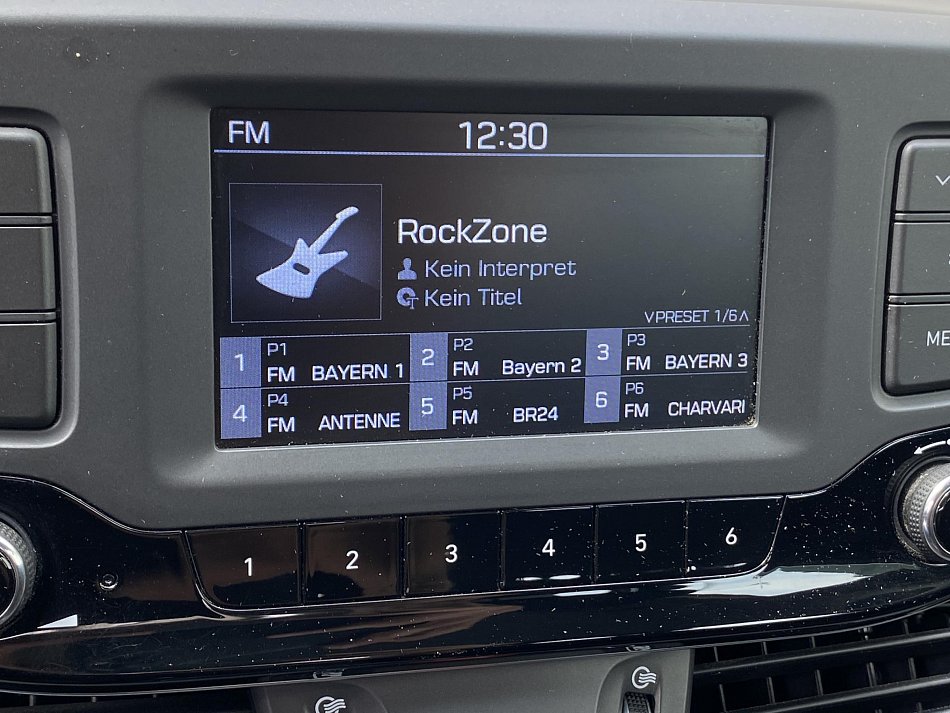 FM 12:30
RockZone
Kein Interpret
Kein Titel
PRESET 1/6
1 P1 FM BAYERN 1
2 P2 FM Bayern 2
3 P3 FM BAYERN 3
4 P4 FM ANTENNE
5 P5 FM BR24
6 P6 FM CHARVARI
ME
1 2 3 4 5 6